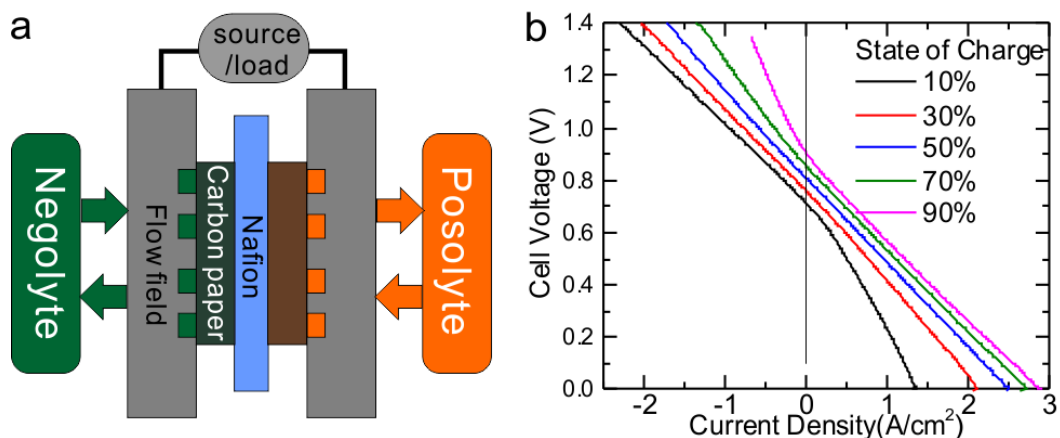 a
source
/load
Negolyte
Flow field
Carbon paper
Nafion
Posolyte
b
Cell Voltage (V)
1.4
1.2
1.0
0.8
0.6
0.4
0.2
0.0
State of Charge
10%
30%
50%
70%
90%
-2 -1 0 1 2 3
Current Density(A/cm²)